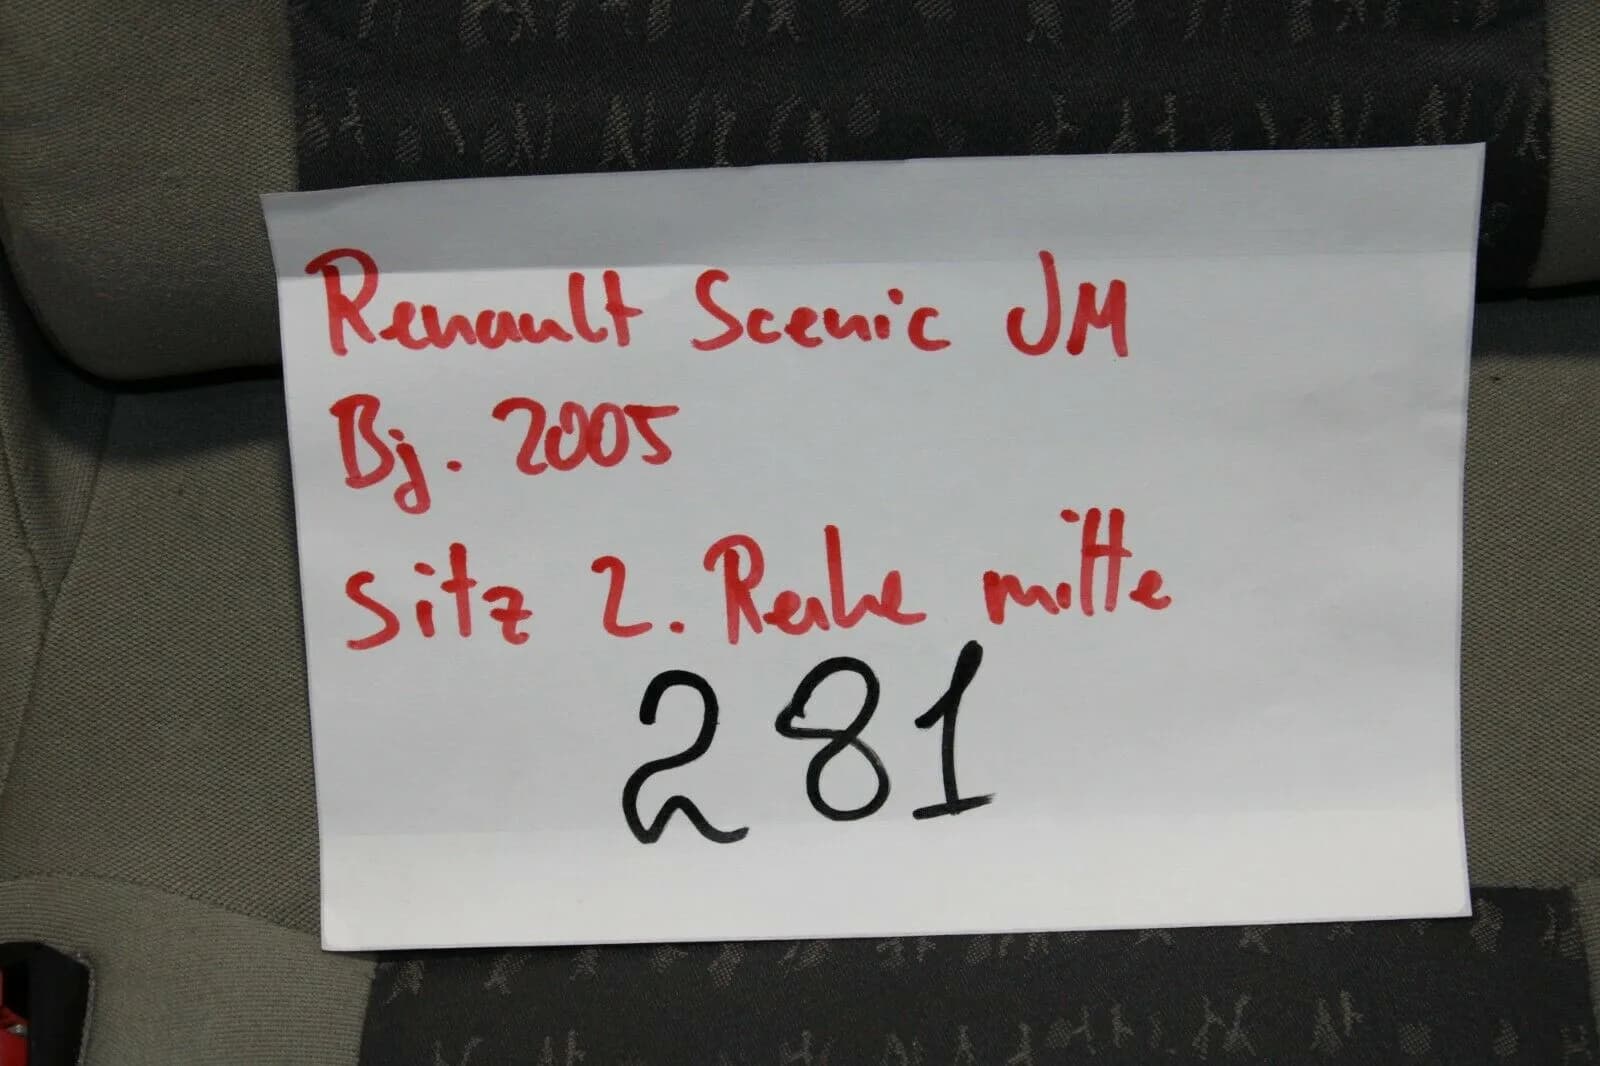 Renault Scenic JM
Bj. 2005
Sitz 2. Reihe mitte
281